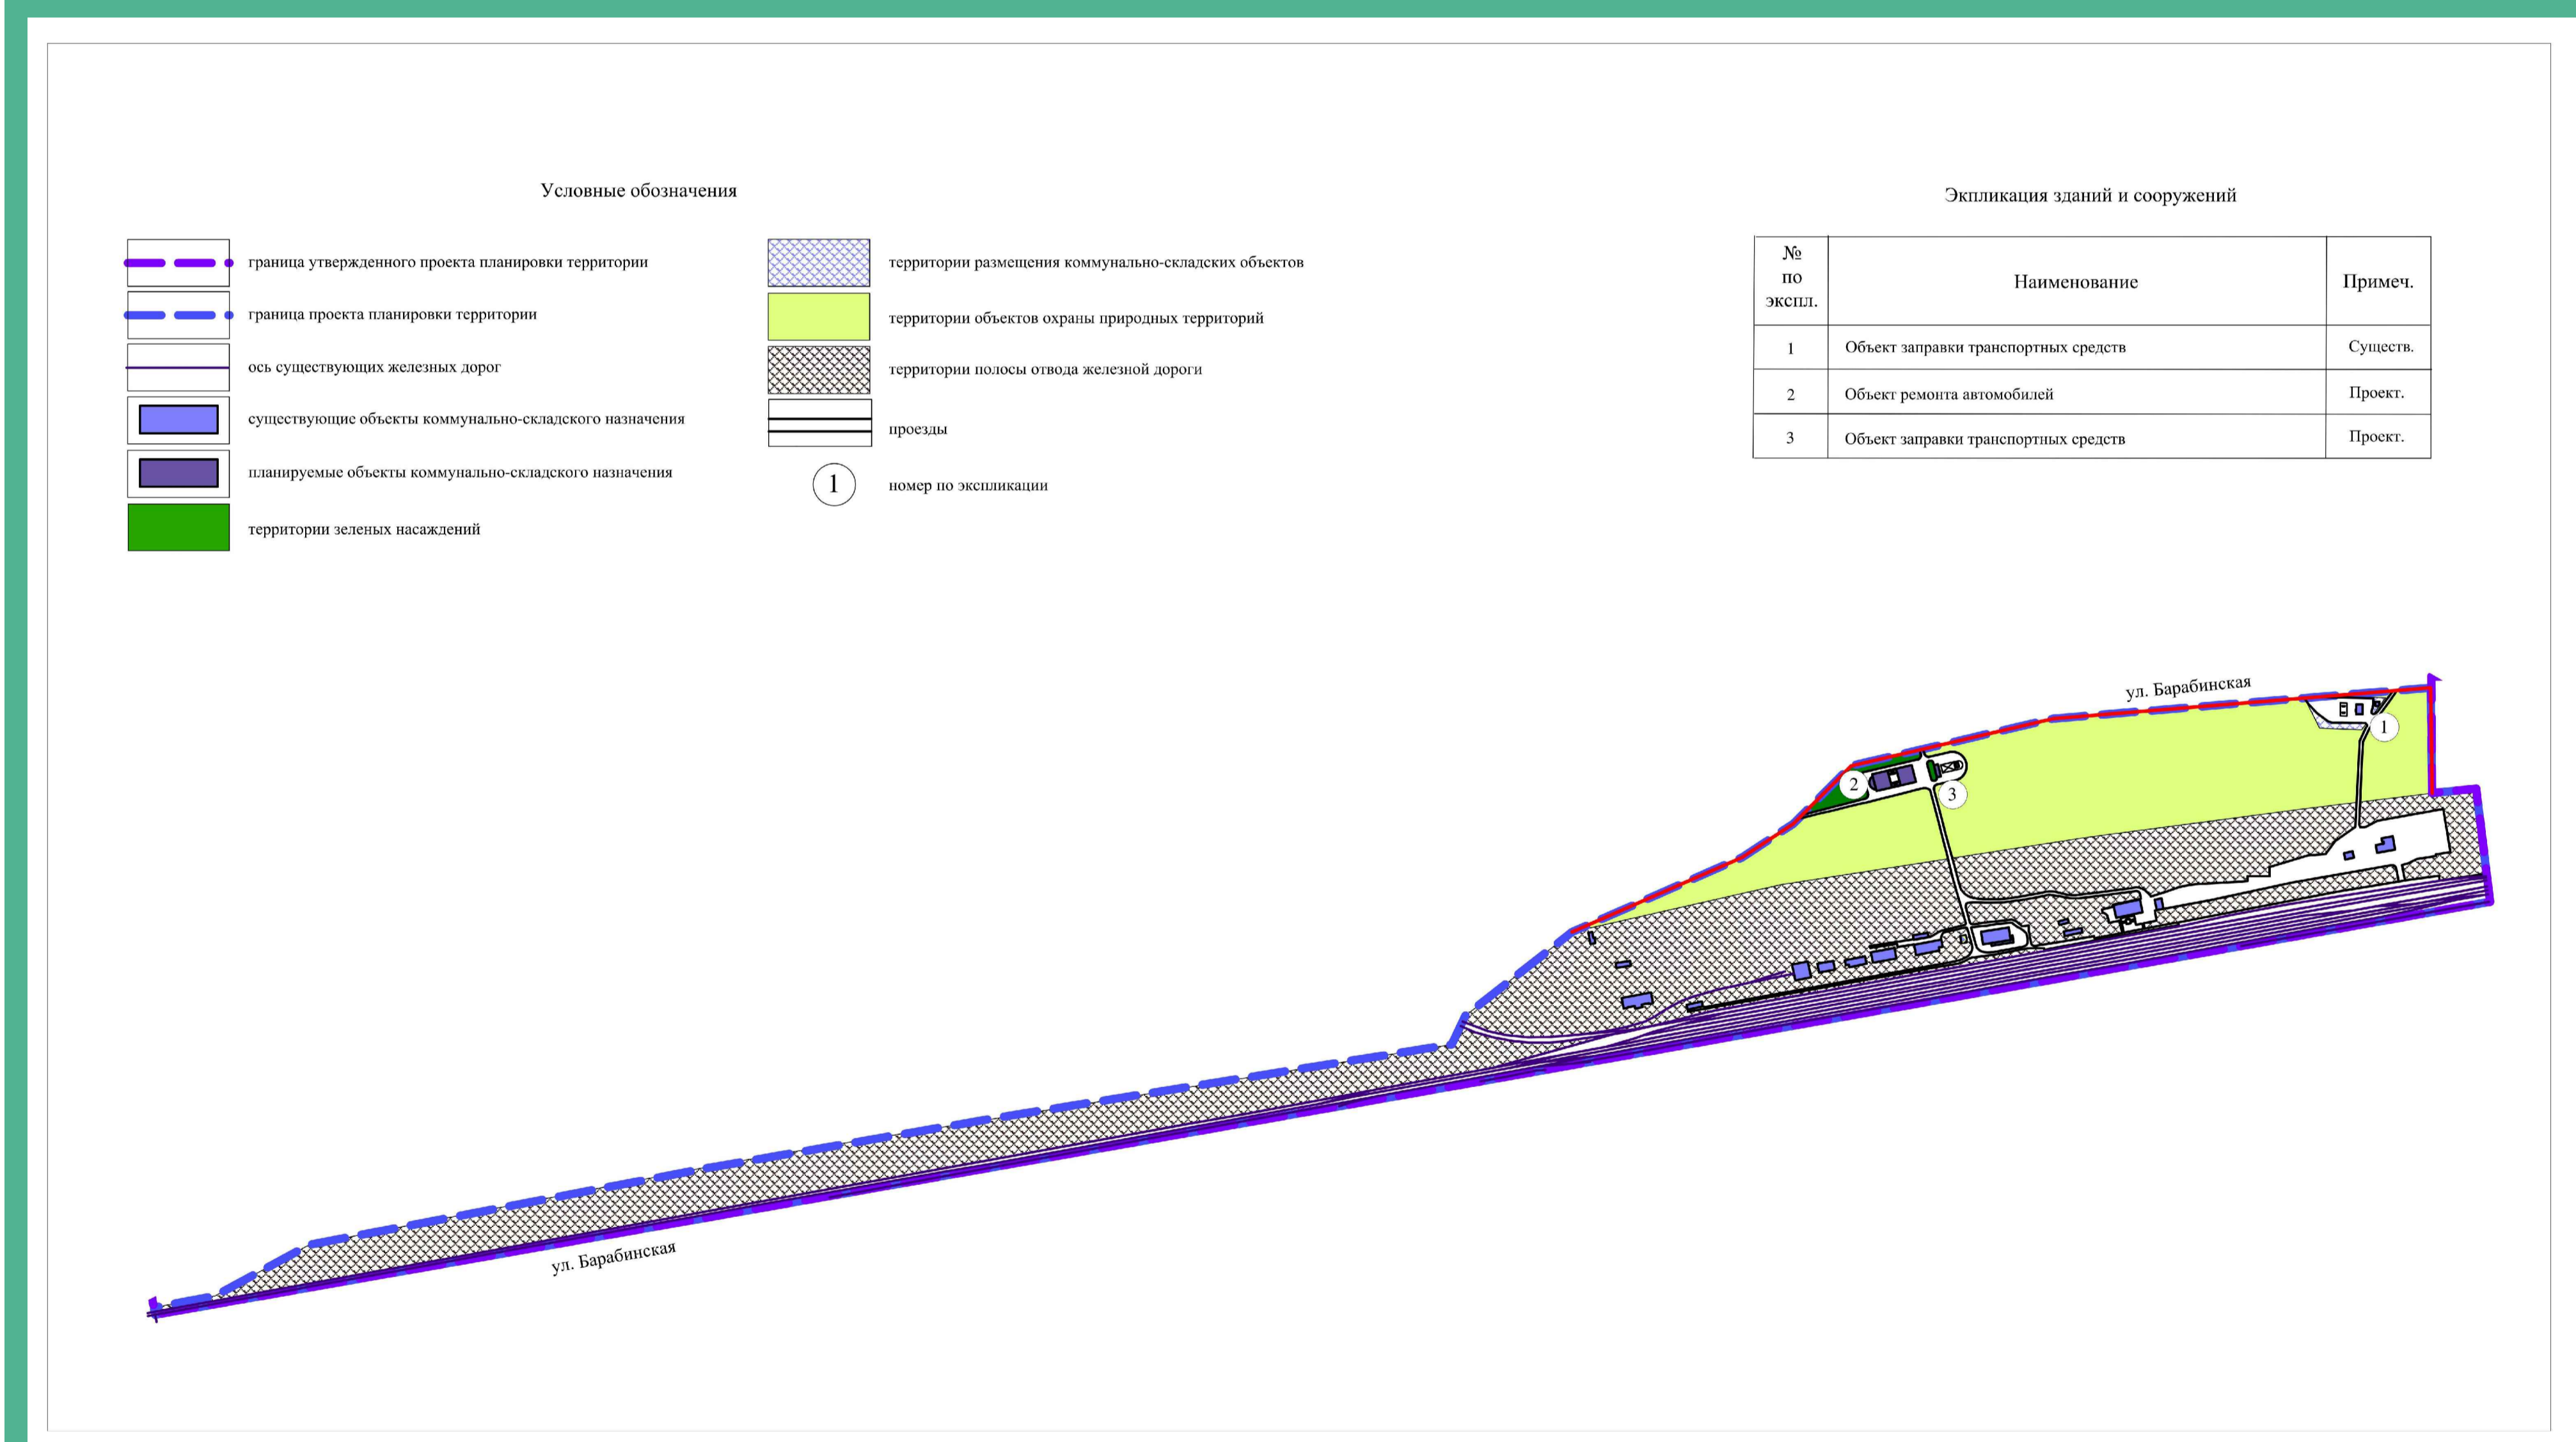 Условные обозначения
граница утвержденного проекта планировки территории
граница проекта планировки территории
ось существующих железных дорог
существующие объекты коммунально-складского назначения
планируемые объекты коммунально-складского назначения
территории зеленых насаждений
территории размещения коммунально-складских объектов
территории объектов охраны природных территорий
территории полосы отвода железной дороги
проезды
1 номер по экспликации
Экпликация зданий и сооружений
№
по
экспл.
Наименование
Примеч.
1 Объект заправки транспортных средств Существ.
2 Объект ремонта автомобилей Проект.
3 Объект заправки транспортных средств Проект.
ул. Барабинская
1
2
3
ул. Барабинская